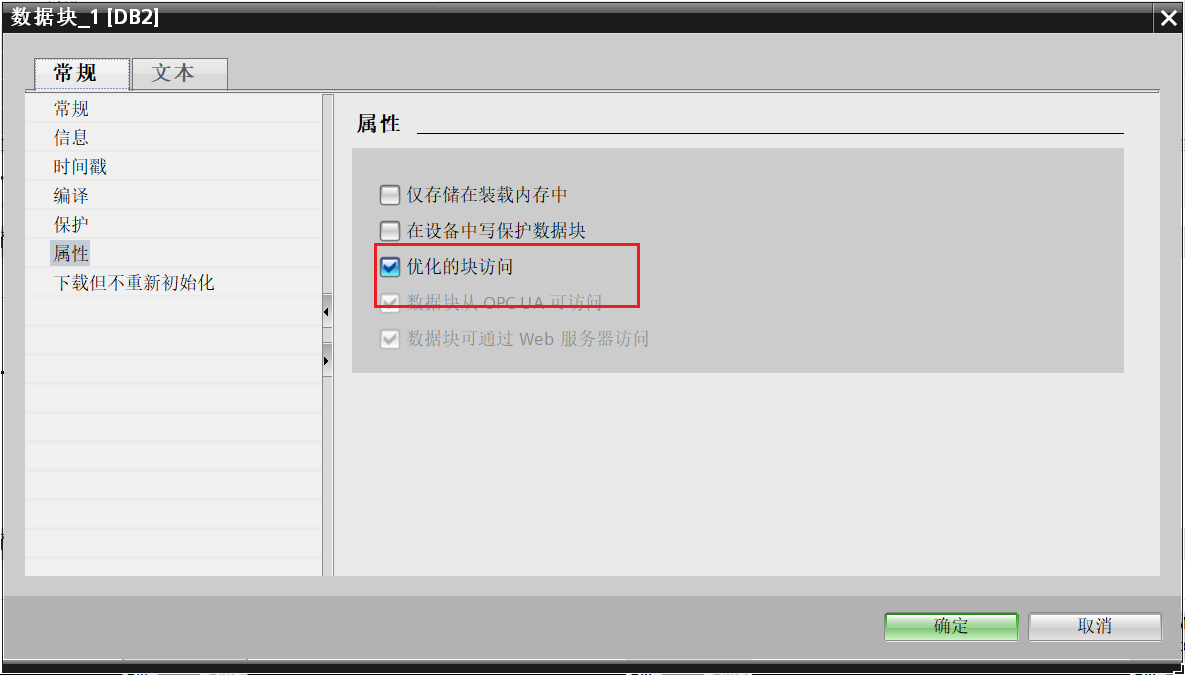 数据块_1 [DB2]
常规
文本
常规
信息
时间戳
编译
保护
属性
下载但不重新初始化
属性
仅存储在装载内存中
在设备中写保护数据块
优化的块访问
数据块从 OPC UA 可访问
数据块可通过 Web 服务器访问
确定
取消